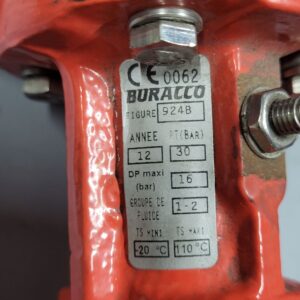 CE 0062
BURACCO
FIGURE 924B
ANNEE PT(BAR)
12 30
DP maxi
(bar) 16
GROUPE DE
FLUIDE 1-2
TS MINI TS MAXI
-20 °C 110°C